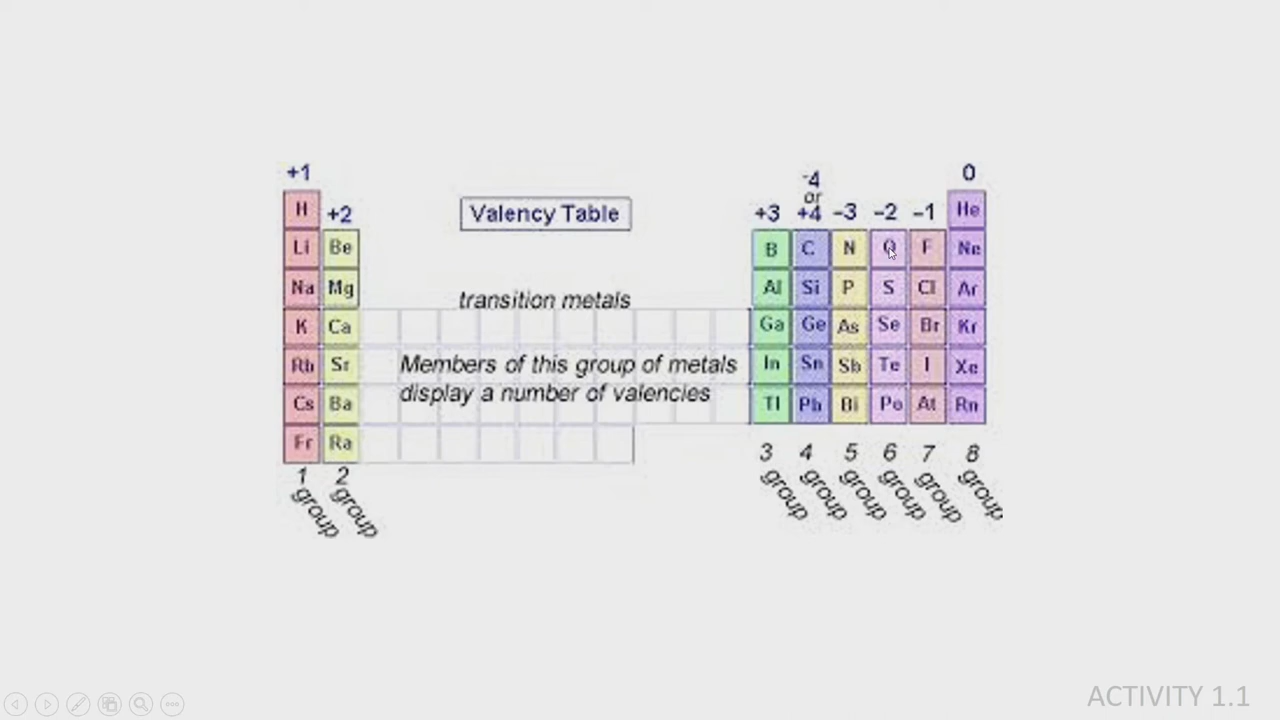 +1
-4
0
or
H
+2
Valency Table
+3
+4
–3
–2
–1
He
Li
Be
B
C
N
O
F
Ne
Na
Mg
transition metals
Al
Si
P
S
Cl
Ar
K
Ca
Ga
Ge
As
Se
Br
Kr
Rb
Sr
Members of this group of metals
display a number of valencies
In
Sn
Sb
Te
I
Xe
Cs
Ba
Tl
Pb
Bi
Po
At
Rn
Fr
Ra
1 group
2 group
3 group
4 group
5 group
6 group
7 group
8 group
ACTIVITY 1.1